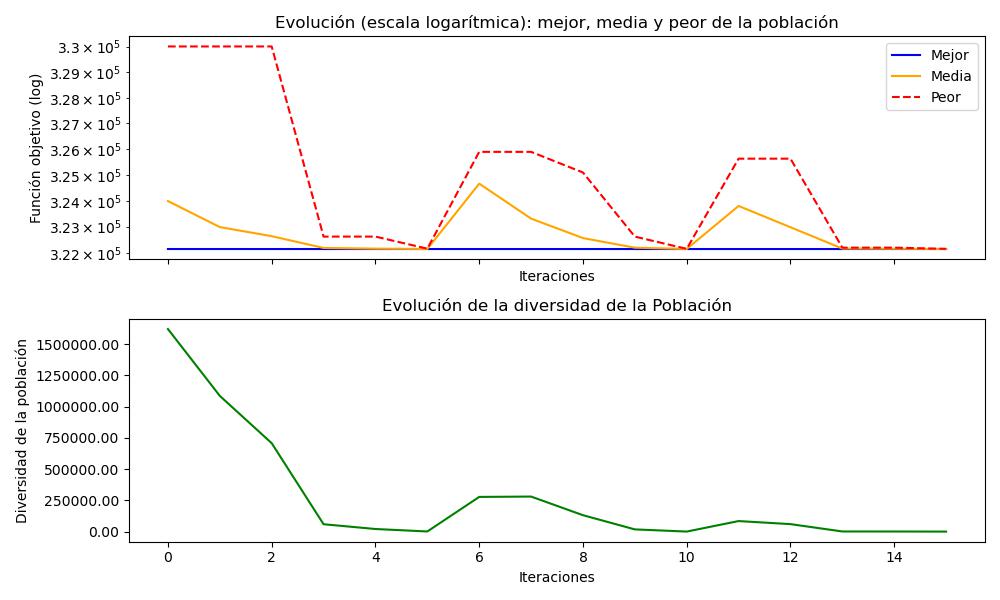 Evolución (escala logarítmica): mejor, media y peor de la población
Función objetivo (log)
3.3 × 10⁵
3.29 × 10⁵
3.28 × 10⁵
3.27 × 10⁵
3.26 × 10⁵
3.25 × 10⁵
3.24 × 10⁵
3.23 × 10⁵
3.22 × 10⁵
Mejor
Media
Peor
Iteraciones
Evolución de la diversidad de la Población
Diversidad de la población
1500000.00
1250000.00
1000000.00
750000.00
500000.00
250000.00
0.00
0 2 4 6 8 10 12 14
Iteraciones